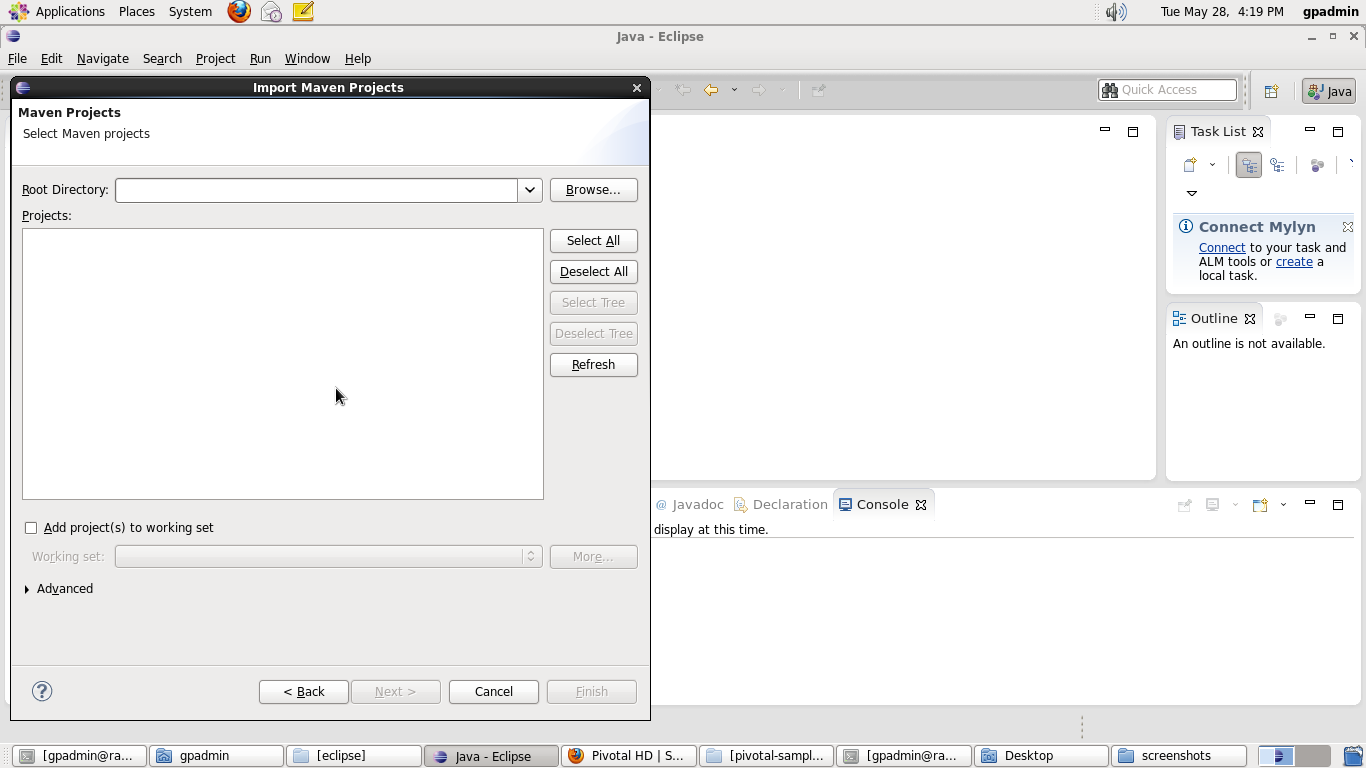 Applications Places System Tue May 28, 4:19 PM gpadmin
Java - Eclipse
File Edit Navigate Search Project Run Window Help
Import Maven Projects
Quick Access Java
Maven Projects
Select Maven projects
Task List
Root Directory: Browse...
Projects:
Select All
Deselect All
Select Tree
Deselect Tree
Refresh
Connect Mylyn
Connect to your task and
ALM tools or create a
local task.
Outline
An outline is not available.
@ Javadoc Declaration Console
display at this time.
Add project(s) to working set
Working set: More...
Advanced
? < Back Next > Cancel Finish
[gpadmin@ra... gpadmin [eclipse] Java - Eclipse Pivotal HD | S... [pivotal-sampl... [gpadmin@ra... Desktop screenshots